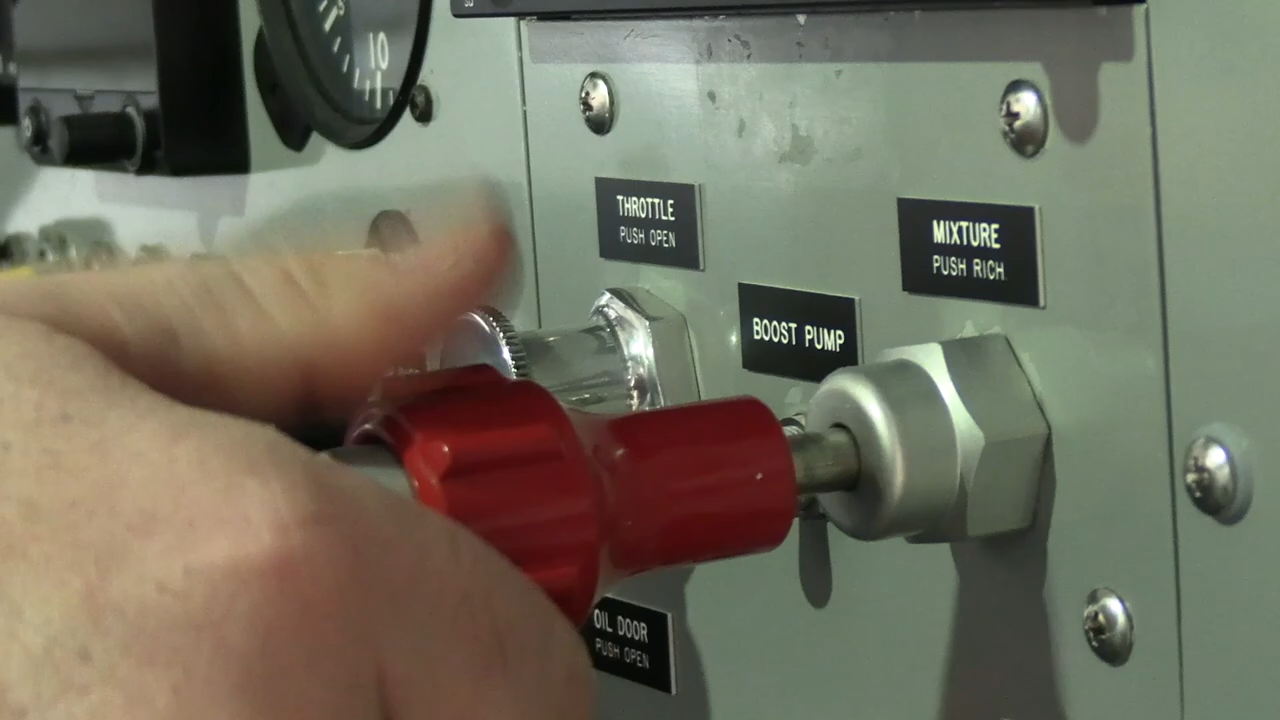 10
THROTTLE
PUSH OPEN
MIXTURE
PUSH RICH
BOOST PUMP
OIL DOOR
PUSH OPEN